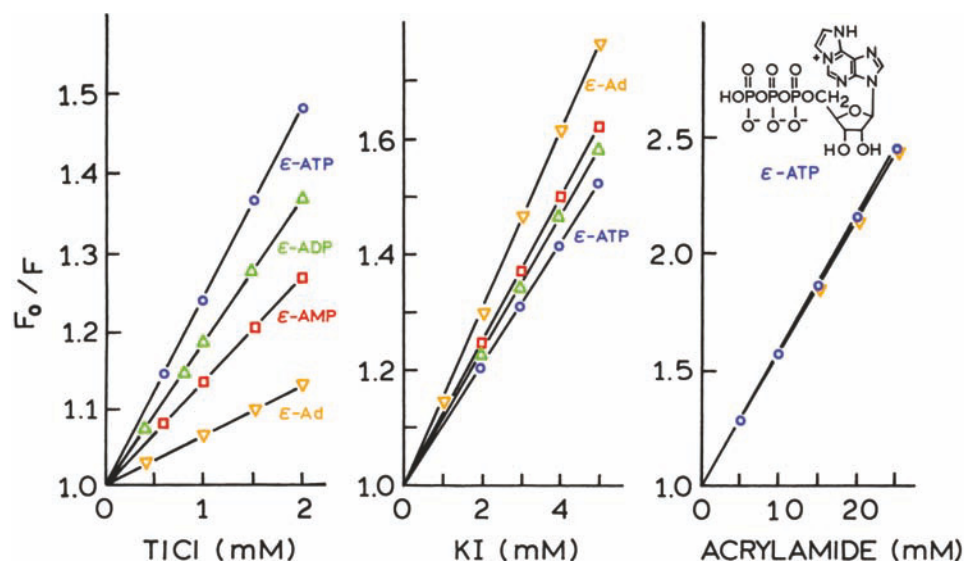 F₀/F
1.5
1.4
1.3
1.2
1.1
1.0
0
1
2
TlCl (mM)
ε-ATP
ε-ADP
ε-AMP
ε-Ad
1.6
1.4
1.2
1.0
0
2
4
KI (mM)
ε-Ad
ε-ATP
2.5
2.0
1.5
1.0
0
10
20
ACRYLAMIDE (mM)
N NH
N+ N
N N
O O O
HOPOPOPOCH2 O
O- O- O-
HO OH
ε-ATP